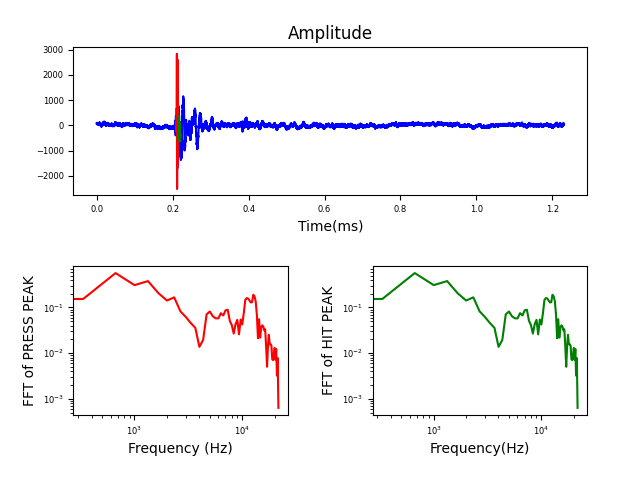 Amplitude
3000
2000
1000
0
−1000
−2000
0.0 0.2 0.4 0.6 0.8 1.0 1.2
Time(ms)
FFT of PRESS PEAK
10⁻¹
10⁻²
10⁻³
10³ 10⁴
Frequency (Hz)
FFT of HIT PEAK
10⁻¹
10⁻²
10⁻³
10³ 10⁴
Frequency(Hz)